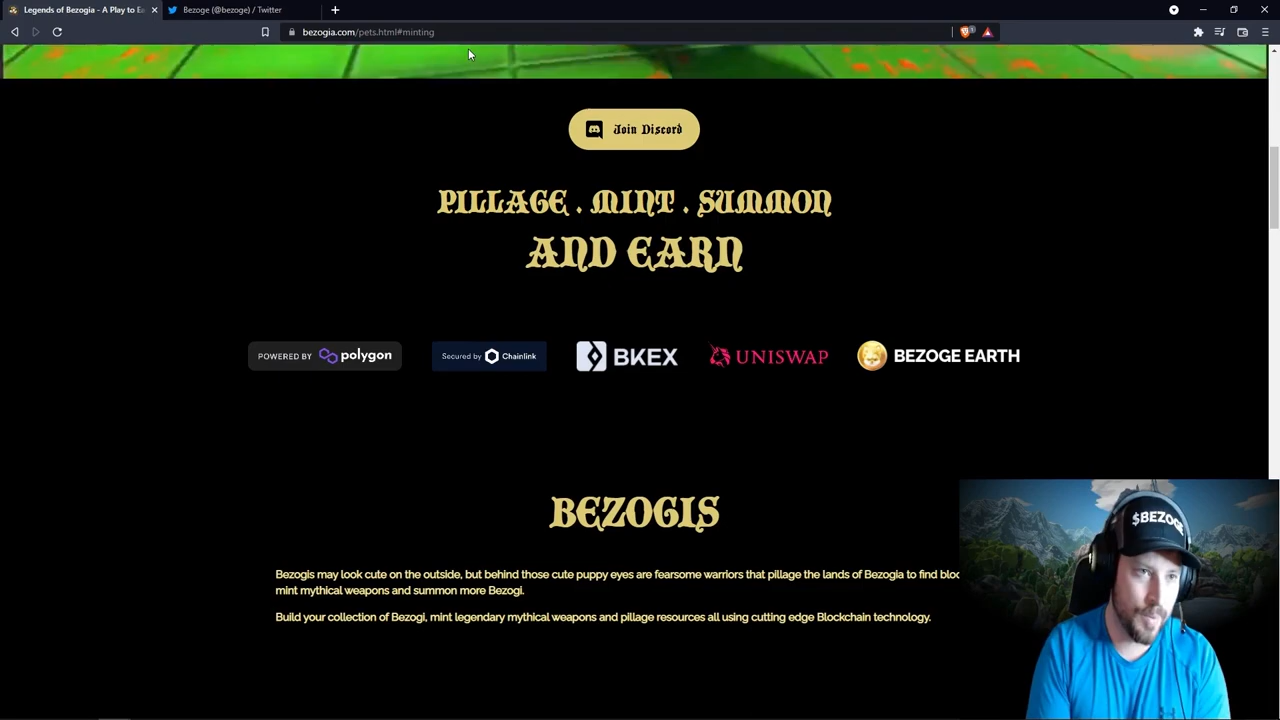 Legends of Bezogia - A Play to Ea
Bezoge (@bezoge) / Twitter
bezogia.com/pets.html#minting
Join Discord
PILLAGE . MINT . SUMMON
AND EARN
POWERED BY polygon
Secured by Chainlink
BKEX
UNISWAP
BEZOGE EARTH
BEZOGIS
Bezogis may look cute on the outside, but behind those cute puppy eyes are fearsome warriors that pillage the lands of Bezogia to find bloc
mint mythical weapons and summon more Bezogi.
Build your collection of Bezogi, mint legendary mythical weapons and pillage resources all using cutting edge Blockchain technology.
$BEZOGE